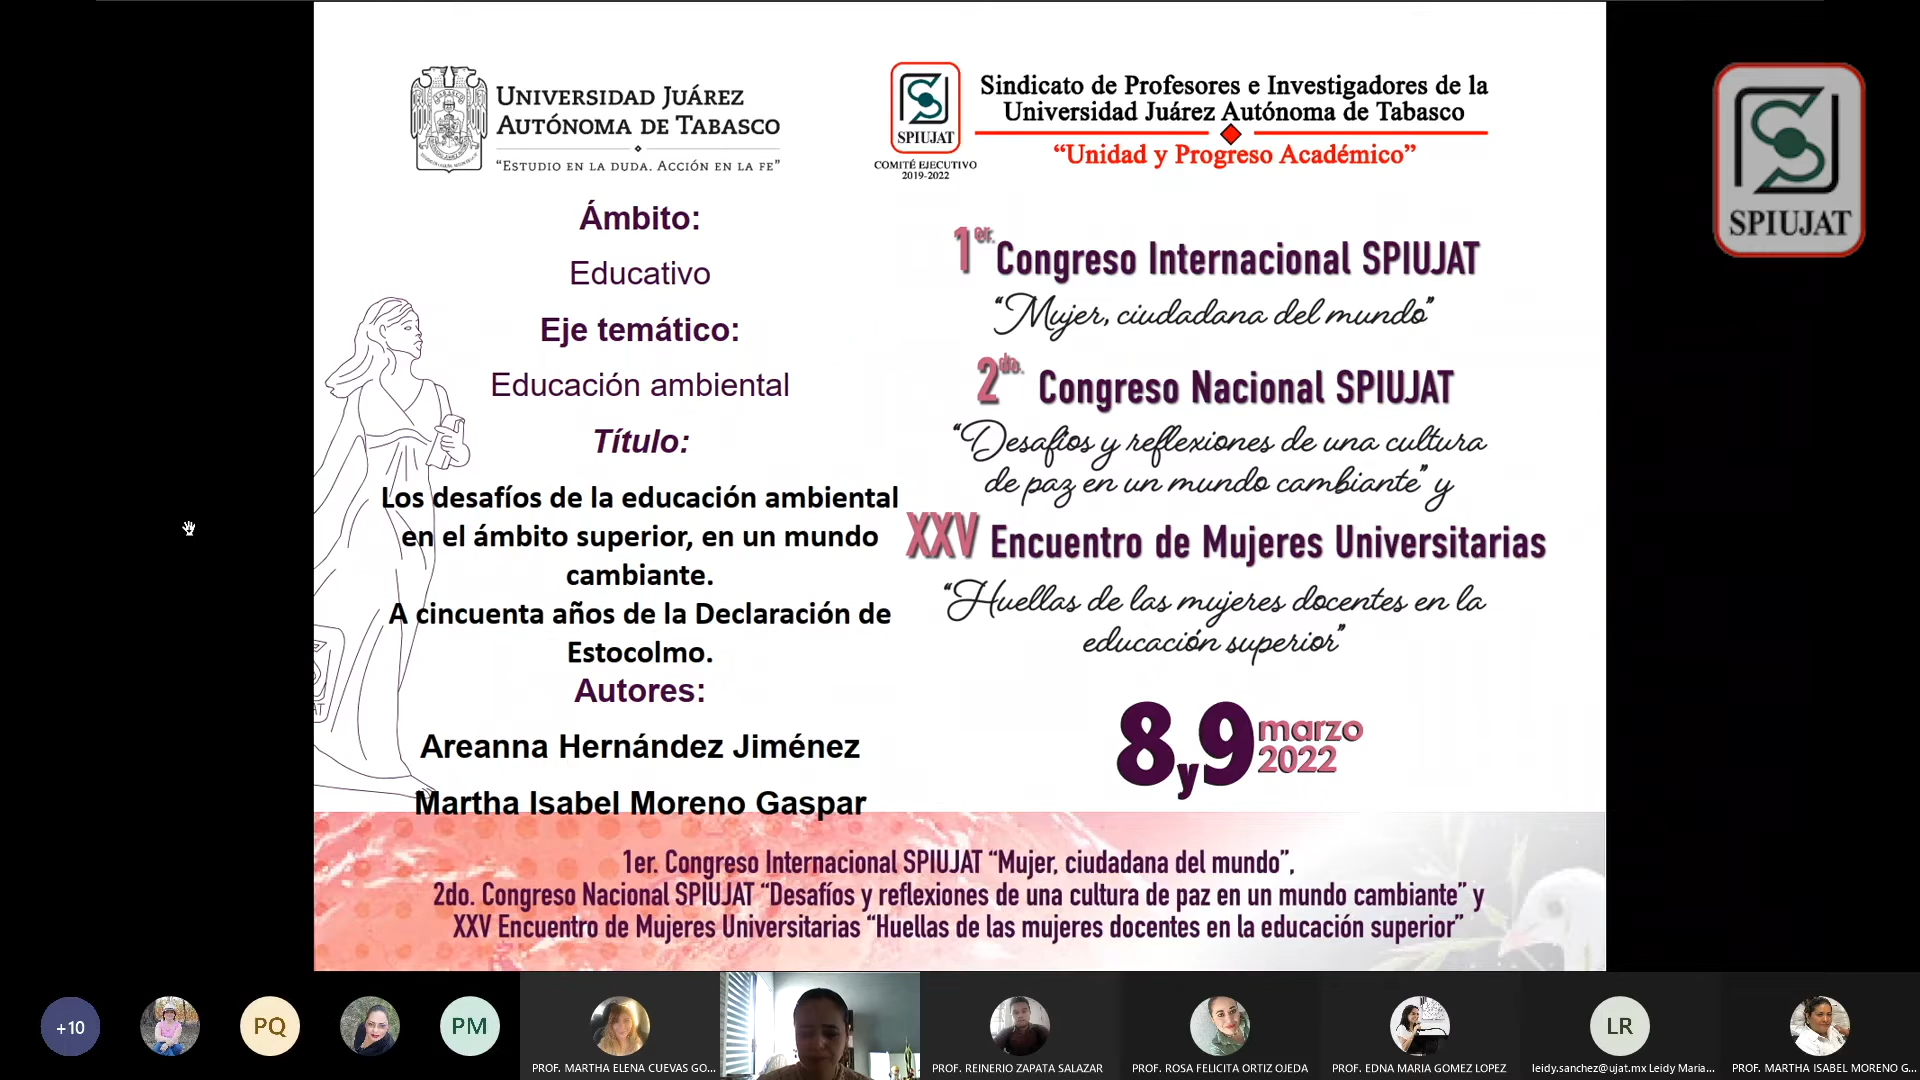 UNIVERSIDAD JUÁREZ
AUTÓNOMA DE TABASCO
“ESTUDIO EN LA DUDA. ACCIÓN EN LA FE”
SPIUJAT
COMITÉ EJECUTIVO
2019-2022
Sindicato de Profesores e Investigadores de la
Universidad Juárez Autónoma de Tabasco
“Unidad y Progreso Académico”
SPIUJAT
Ámbito:
Educativo
Eje temático:
Educación ambiental
Título:
Los desafíos de la educación ambiental
en el ámbito superior, en un mundo
cambiante.
A cincuenta años de la Declaración de
Estocolmo.
Autores:
Areanna Hernández Jiménez
Martha Isabel Moreno Gaspar
1er. Congreso Internacional SPIUJAT
“Mujer, ciudadana del mundo”
2do. Congreso Nacional SPIUJAT
“Desafíos y reflexiones de una cultura
de paz en un mundo cambiante” y
XXV Encuentro de Mujeres Universitarias
“Huellas de las mujeres docentes en la
educación superior”
8 y 9 marzo
2022
1er. Congreso Internacional SPIUJAT “Mujer, ciudadana del mundo”,
2do. Congreso Nacional SPIUJAT “Desafíos y reflexiones de una cultura de paz en un mundo cambiante” y
XXV Encuentro de Mujeres Universitarias “Huellas de las mujeres docentes en la educación superior”
+10
PQ
PM
LR
PROF. MARTHA ELENA CUEVAS GO...
PROF. REINERIO ZAPATA SALAZAR
PROF. ROSA FELICITA ORTIZ OJEDA
PROF. EDNA MARIA GOMEZ LOPEZ
leidy.sanchez@ujat.mx Leidy Maria...
PROF. MARTHA ISABEL MORENO G...